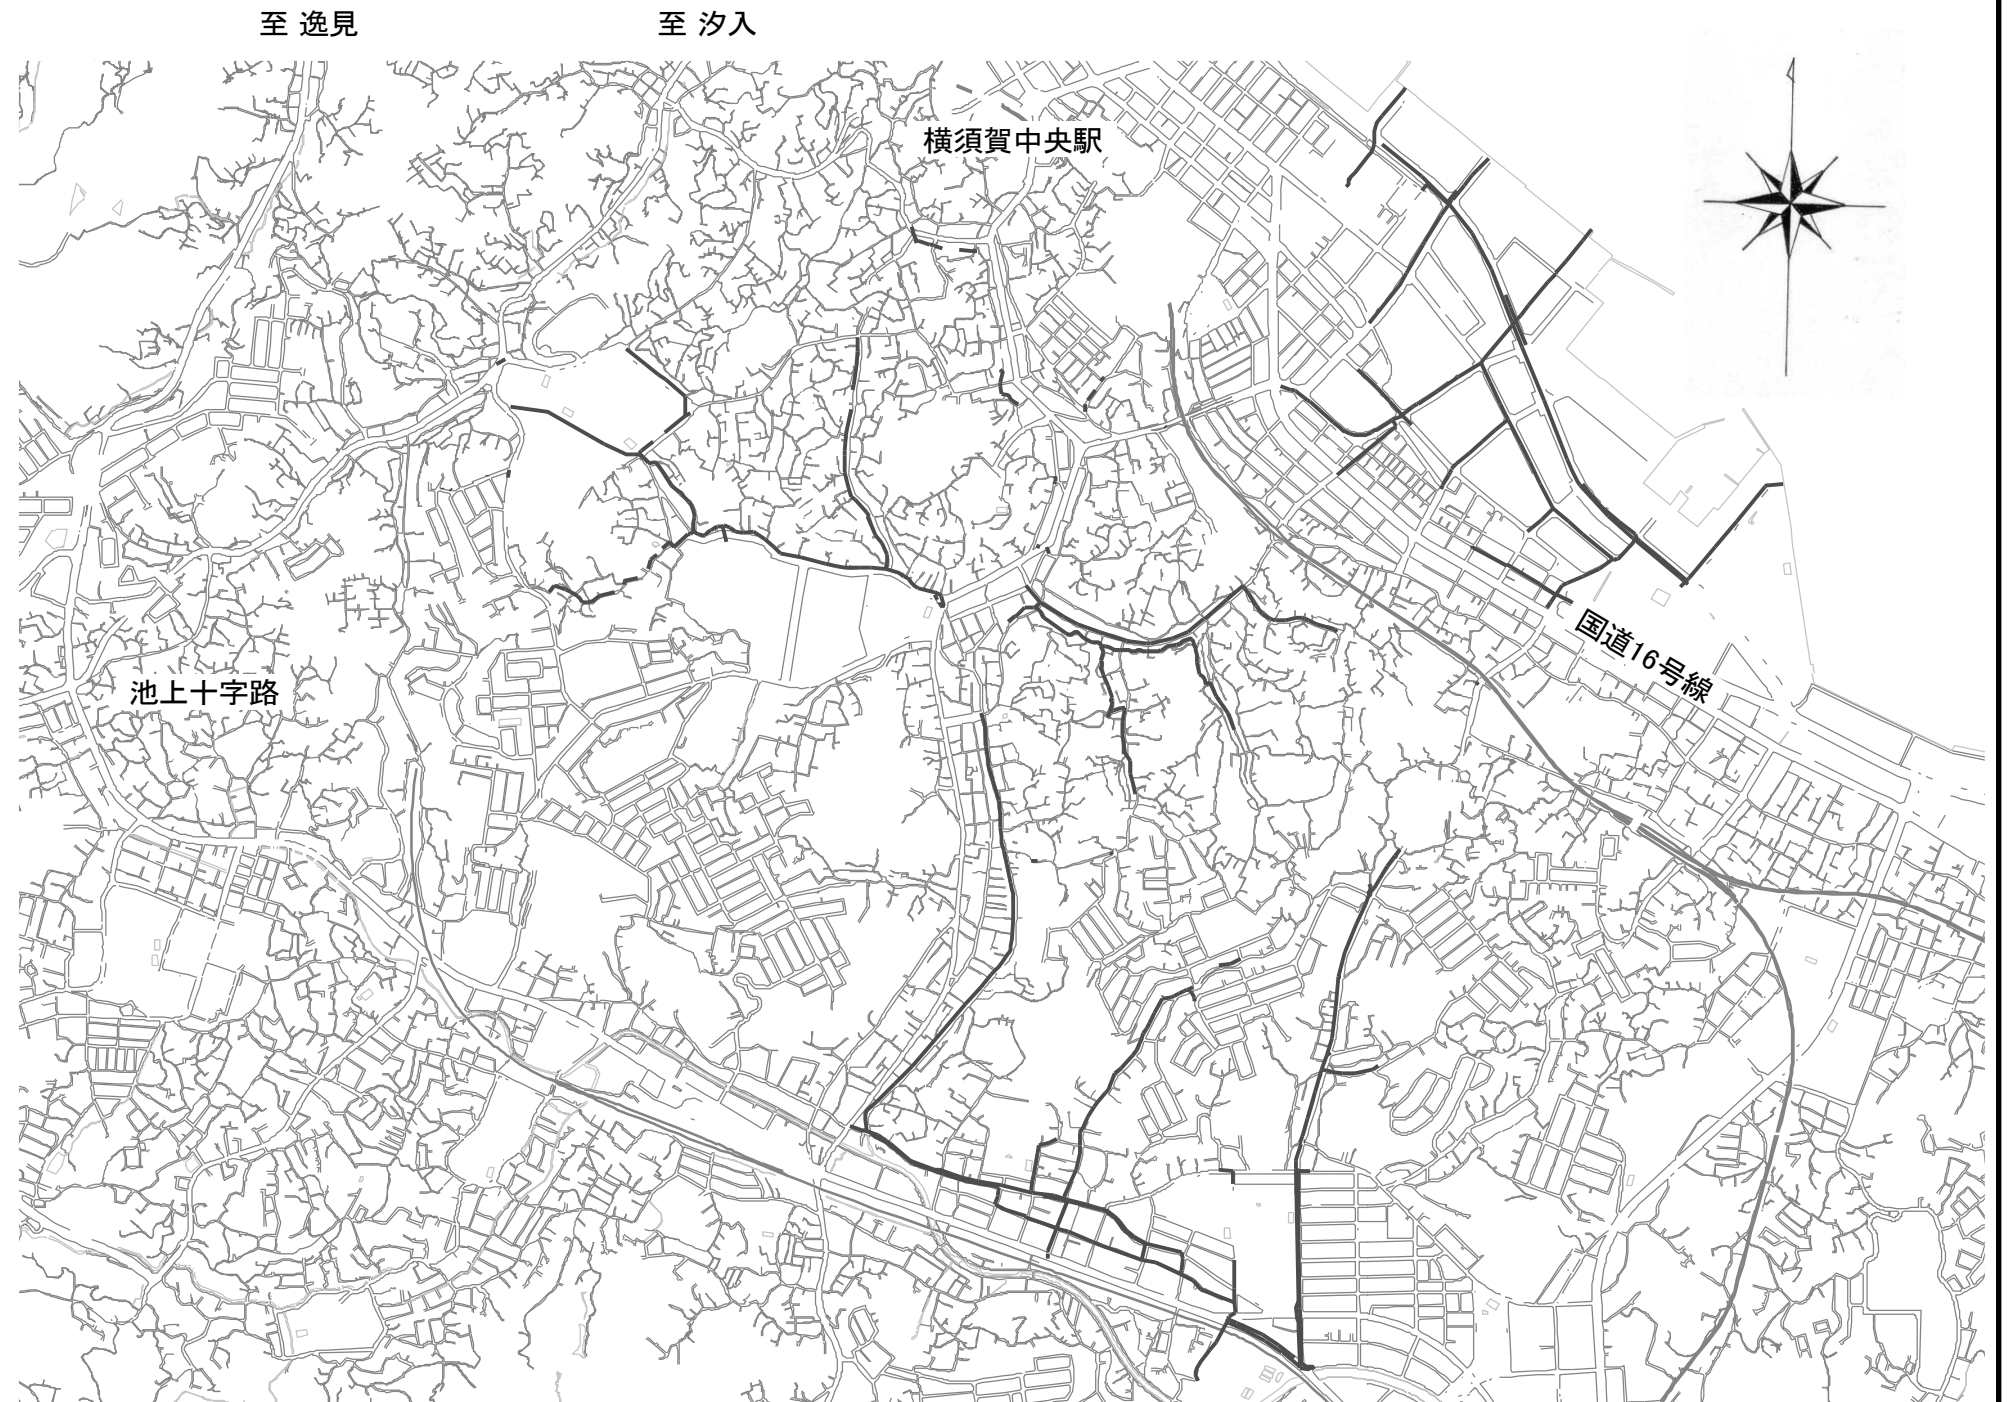 至 逸見
至 汐入
横須賀中央駅
国道16号線
池上十字路